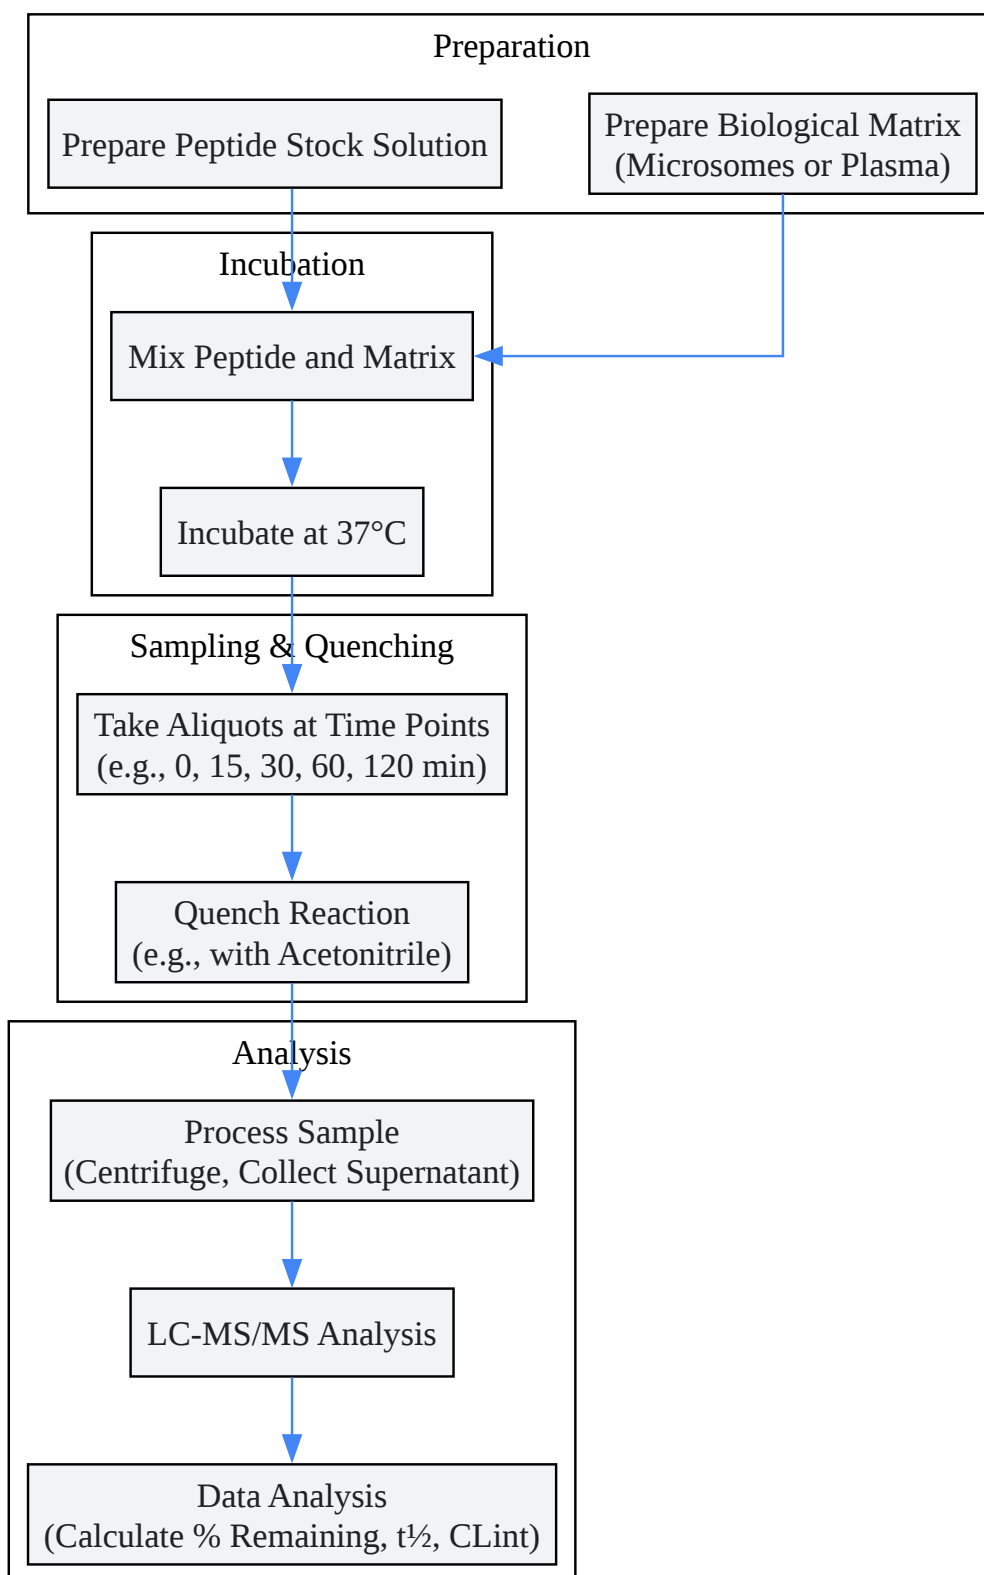 Preparation
Prepare Peptide Stock Solution
Prepare Biological Matrix
(Microsomes or Plasma)
Incubation
Mix Peptide and Matrix
Incubate at 37°C
Sampling & Quenching
Take Aliquots at Time Points
(e.g., 0, 15, 30, 60, 120 min)
Quench Reaction
(e.g., with Acetonitrile)
Analysis
Process Sample
(Centrifuge, Collect Supernatant)
LC-MS/MS Analysis
Data Analysis
(Calculate % Remaining, t½, CLint)